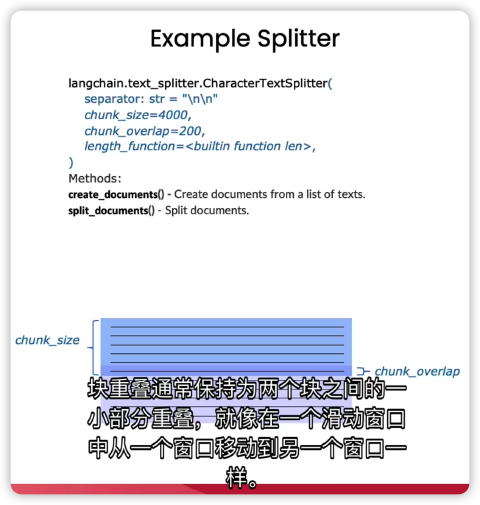 Example Splitter
langchain.text_splitter.CharacterTextSplitter(
separator: str = "\n\n"
chunk_size=4000,
chunk_overlap=200,
length_function=<builtin function len>,
)
Methods:
create_documents() - Create documents from a list of texts.
split_documents() - Split documents.
chunk_size
chunk_overlap
块重叠通常保持为两个块之间的一
小部分重叠，就像在一个滑动窗口
中从一个窗口移动到另一个窗口一
样。